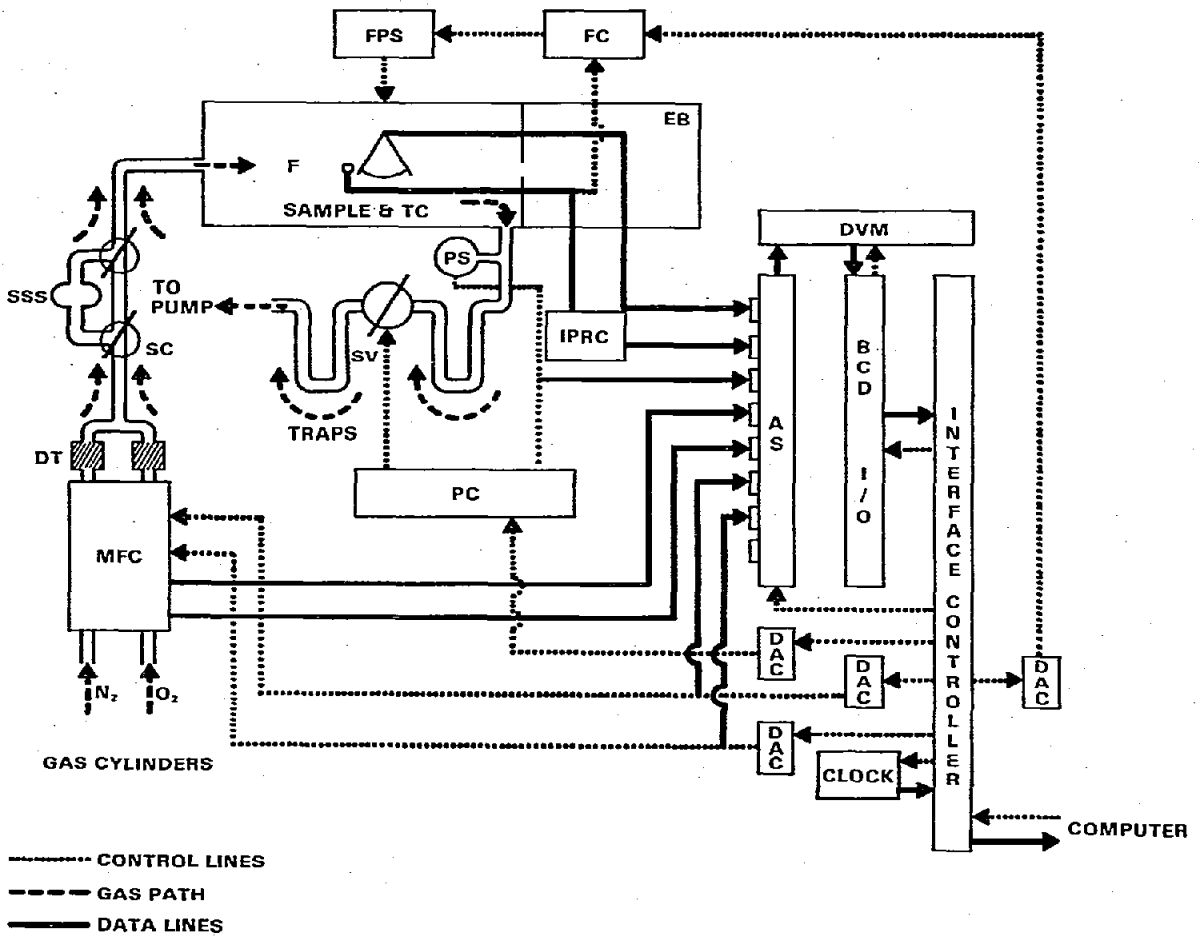 FPS
FC
EB
F
SAMPLE & TC
DVM
PS
SSS
TO
PUMP
SC
SV
IPRC
BCD I/O
AS
INTERFACE CONTROLLER
TRAPS
DT
PC
MFC
DAC
DAC
DAC
DAC
N₂
O₂
GAS CYLINDERS
CLOCK
COMPUTER
CONTROL LINES
GAS PATH
DATA LINES